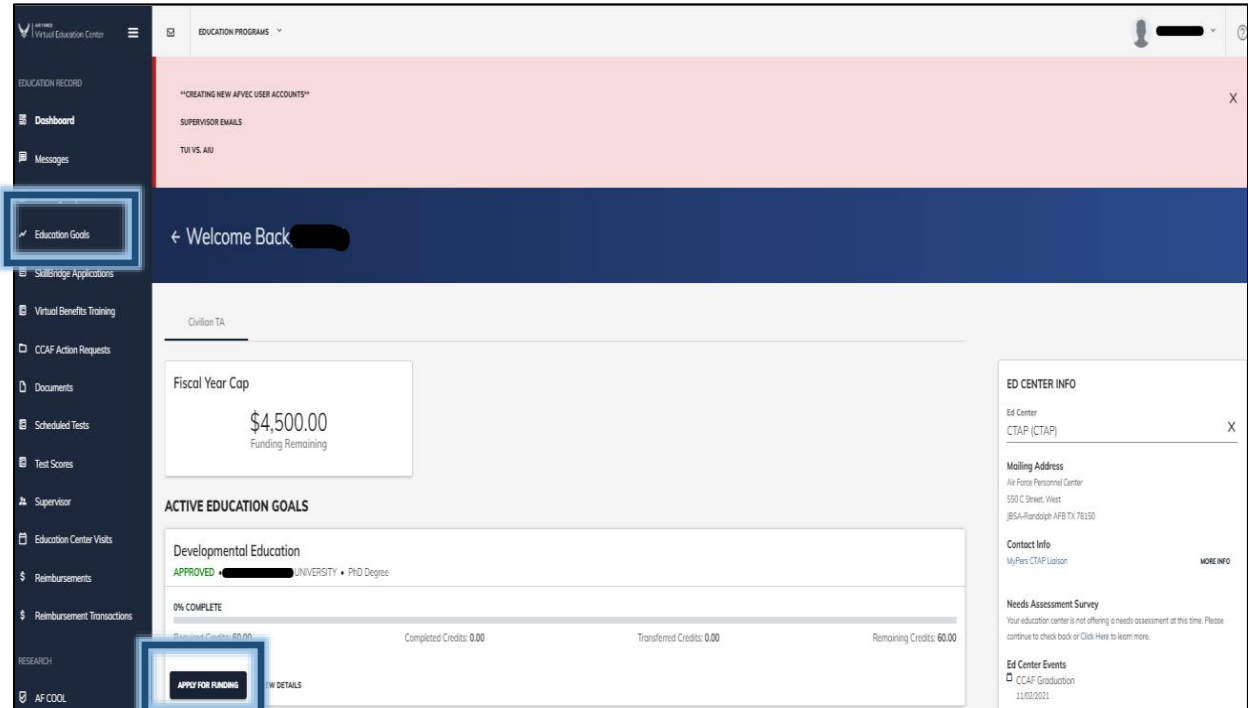 AIR FORCE
Virtual Education Center
EDUCATION PROGRAMS
EDUCATION RECORD
Dashboard
Messages
Education Goals
SkillBridge Applications
Virtual Benefits Training
CCAF Action Requests
Documents
Scheduled Tests
Test Scores
Supervisor
Education Center Visits
$ Reimbursements
$ Reimbursement Transactions
RESEARCH
AF COOL
**CREATING NEW AFVEC USER ACCOUNTS**
X
SUPERVISOR EMAILS
TUI VS. AIU
← Welcome Back,
Civilian TA
Fiscal Year Cap
$4,500.00
Funding Remaining
ACTIVE EDUCATION GOALS
Developmental Education
APPROVED • UNIVERSITY • PhD Degree
0% COMPLETE
Required Credits: 60.00 Completed Credits: 0.00 Transferred Credits: 0.00 Remaining Credits: 60.00
APPLY FOR FUNDING EW DETAILS
ED CENTER INFO
Ed Center
CTAP (CTAP) X
Mailing Address
Air Force Personnel Center
550 C Street, West
JBSA-Randolph AFB TX 78150
Contact Info
MyPers CTAP Liaison MORE INFO
Needs Assessment Survey
Your education center is not offering a needs assessment at this time. Please
continue to check back or Click Here to learn more.
Ed Center Events
CCAF Graduation
11/02/2021